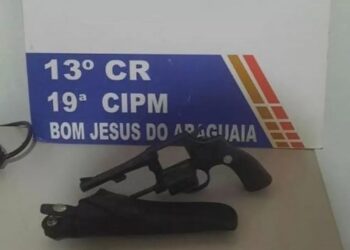 13º CR
19ª CIPM
BOM JESUS DO ARAGUAIA